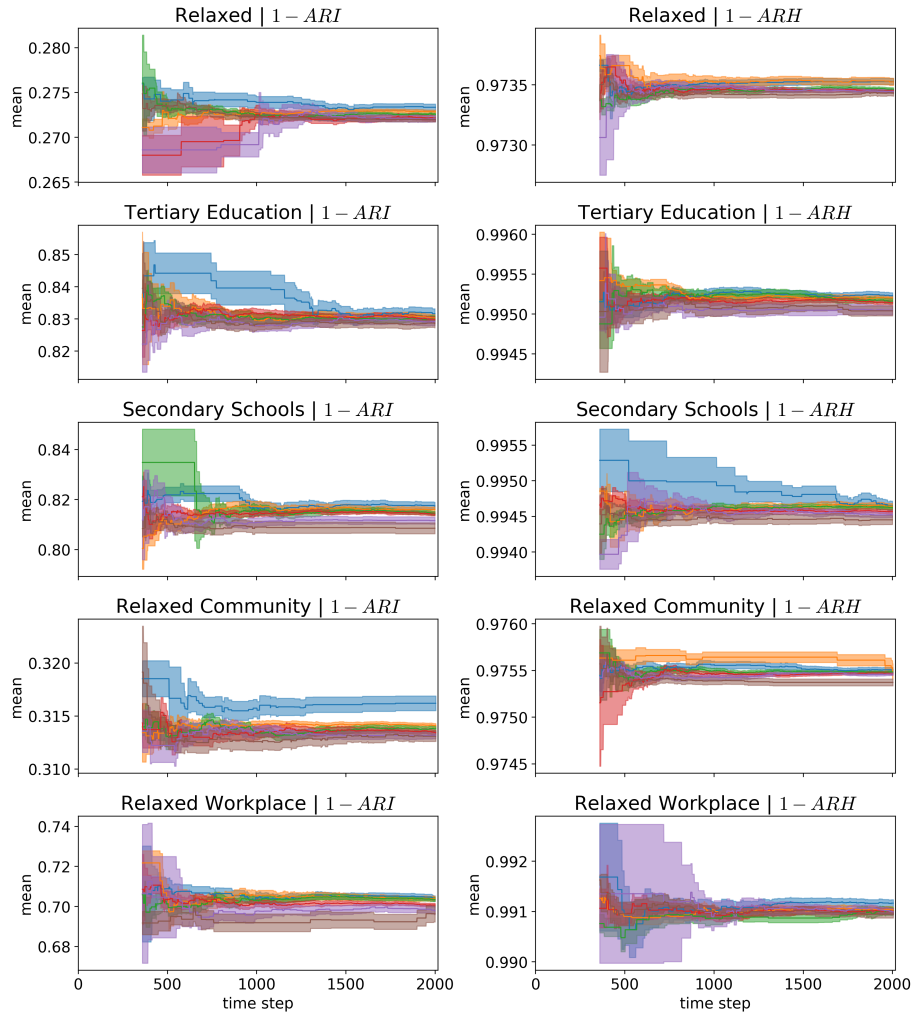 Relaxed | 1 − ARI
0.280
0.275
0.270
0.265
mean
Relaxed | 1 − ARH
0.9735
0.9730
mean
Tertiary Education | 1 − ARI
0.85
0.84
0.83
0.82
mean
Tertiary Education | 1 − ARH
0.9960
0.9955
0.9950
0.9945
mean
Secondary Schools | 1 − ARI
0.84
0.82
0.80
mean
Secondary Schools | 1 − ARH
0.9955
0.9950
0.9945
0.9940
mean
Relaxed Community | 1 − ARI
0.320
0.315
0.310
mean
Relaxed Community | 1 − ARH
0.9760
0.9755
0.9750
0.9745
mean
Relaxed Workplace | 1 − ARI
0.74
0.72
0.70
0.68
mean
0 500 1000 1500 2000
time step
Relaxed Workplace | 1 − ARH
0.992
0.991
0.990
mean
0 500 1000 1500 2000
time step